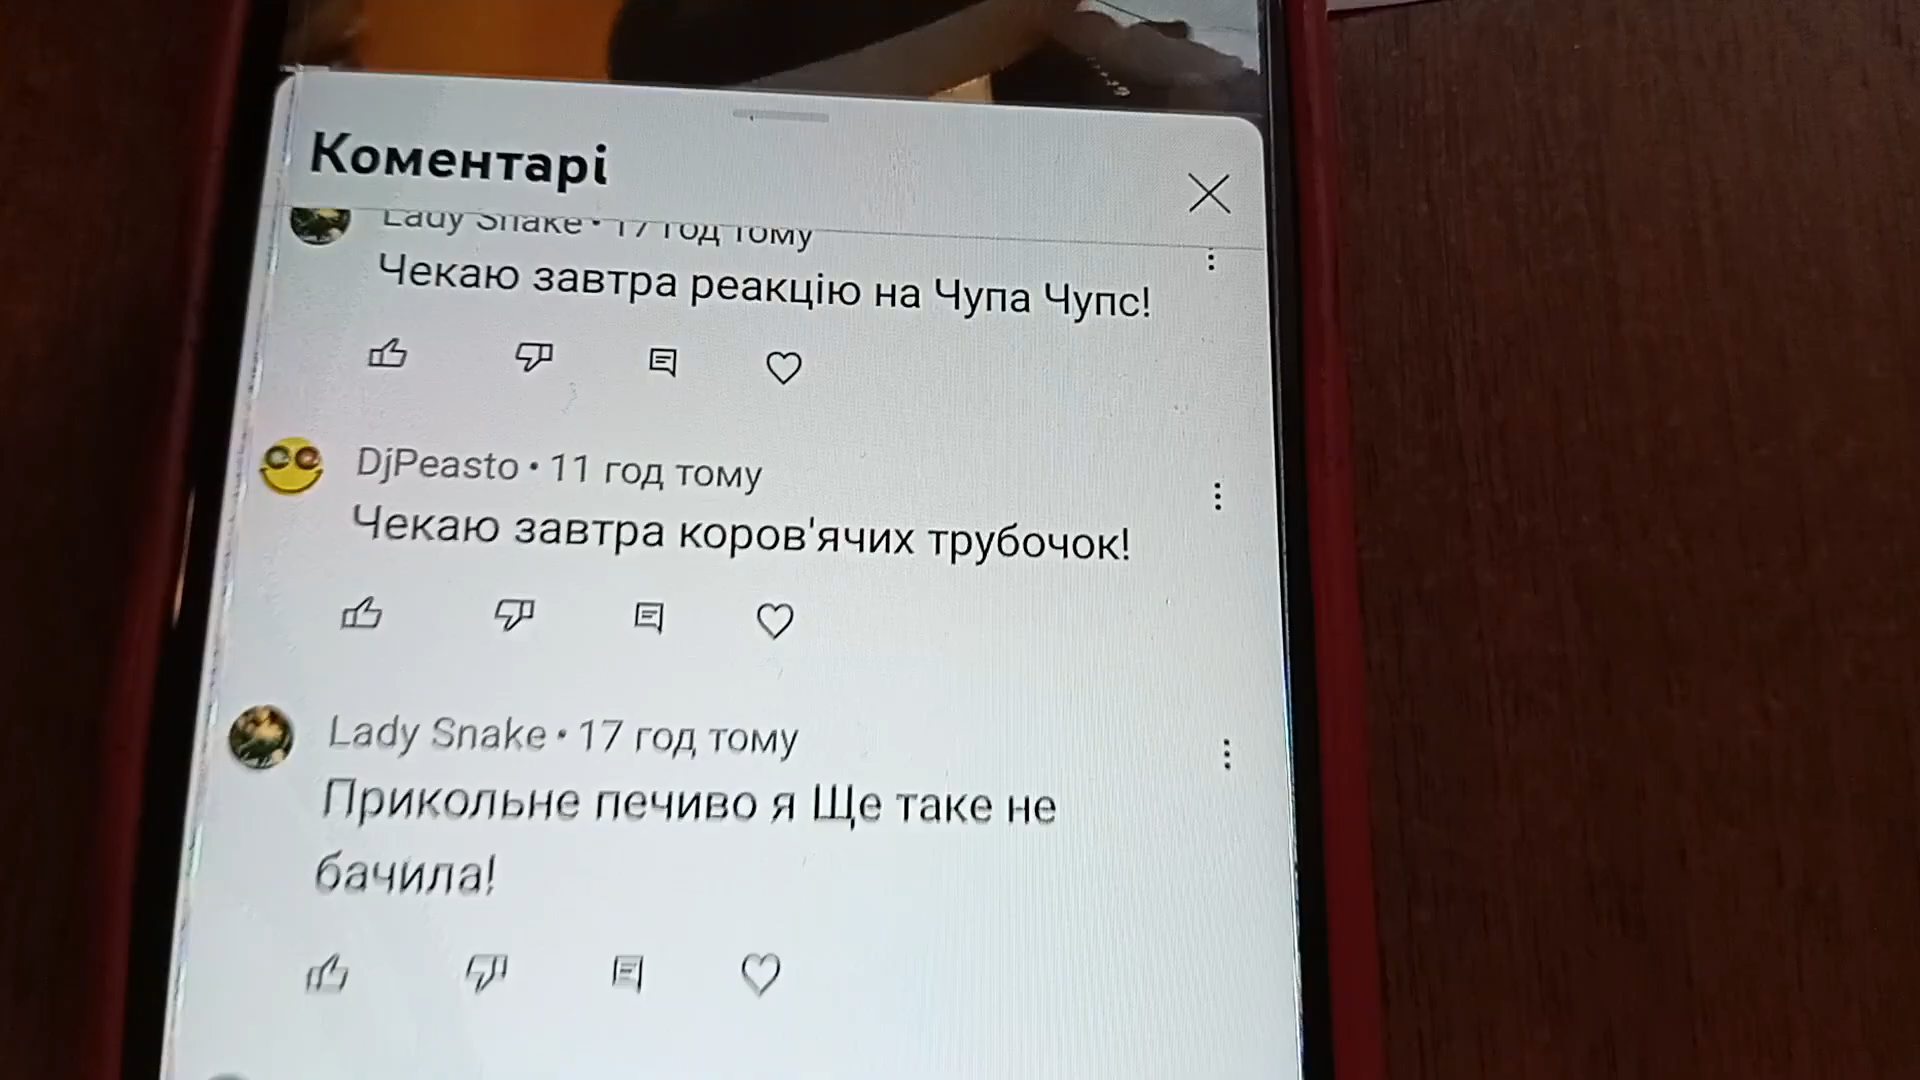 Коментарі
Lady Snake • 17 год тому
Чекаю завтра реакцію на Чупа Чупс!
DjPeasto • 11 год тому
Чекаю завтра коров'ячих трубочок!
Lady Snake • 17 год тому
Прикольне печиво я Ще таке не
бачила!